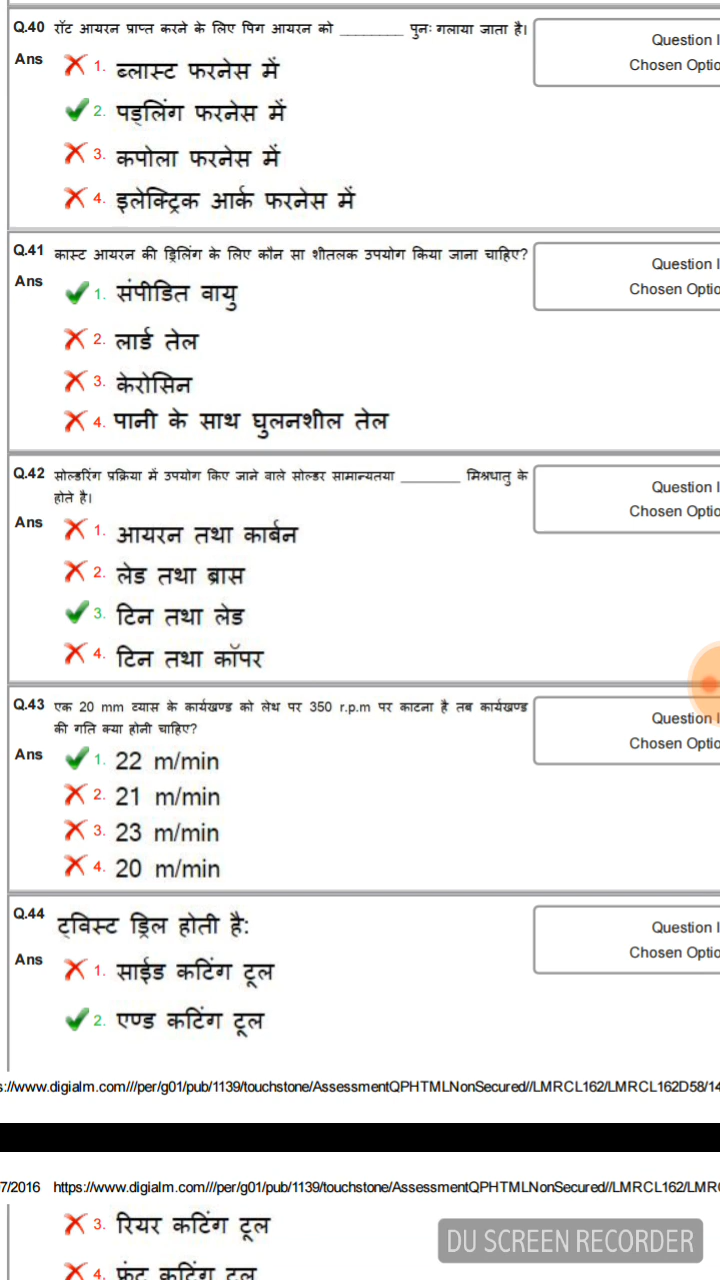 Q.40 रॉट आयरन प्राप्त करने के लिए पिग आयरन को ________ पुनः गलाया जाता है।
Question I
Chosen Optio
Ans
1. ब्लास्ट फरनेस में
2. पड्लिंग फरनेस में
3. कपोला फरनेस में
4. इलेक्ट्रिक आर्क फरनेस में
Q.41 कास्ट आयरन की ड्रिलिंग के लिए कौन सा शीतलक उपयोग किया जाना चाहिए?
Question I
Chosen Optio
Ans
1. संपीडित वायु
2. लार्ड तेल
3. केरोसिन
4. पानी के साथ घुलनशील तेल
Q.42 सोल्डरिंग प्रक्रिया में उपयोग किए जाने वाले सोल्डर सामान्यतया ________ मिश्रधातु के
होते है।
Question I
Chosen Optio
Ans
1. आयरन तथा कार्बन
2. लेड तथा ब्रास
3. टिन तथा लेड
4. टिन तथा कॉपर
Q.43 एक 20 mm व्यास के कार्यखण्ड को लेथ पर 350 r.p.m पर काटना है तब कार्यखण्ड
की गति क्या होनी चाहिए?
Question I
Chosen Optio
Ans
1. 22 m/min
2. 21 m/min
3. 23 m/min
4. 20 m/min
Q.44 ट्विस्ट ड्रिल होती है:
Question I
Chosen Optio
Ans
1. साईड कटिंग टूल
2. एण्ड कटिंग टूल
s://www.digialm.com///per/g01/pub/1139/touchstone/AssessmentQPHTMLNonSecured//LMRCL162/LMRCL162D58/14
7/2016 https://www.digialm.com///per/g01/pub/1139/touchstone/AssessmentQPHTMLNonSecured//LMRCL162/LMR
3. रियर कटिंग टूल
4. फ्रंट कटिंग टूल
DU SCREEN RECORDER